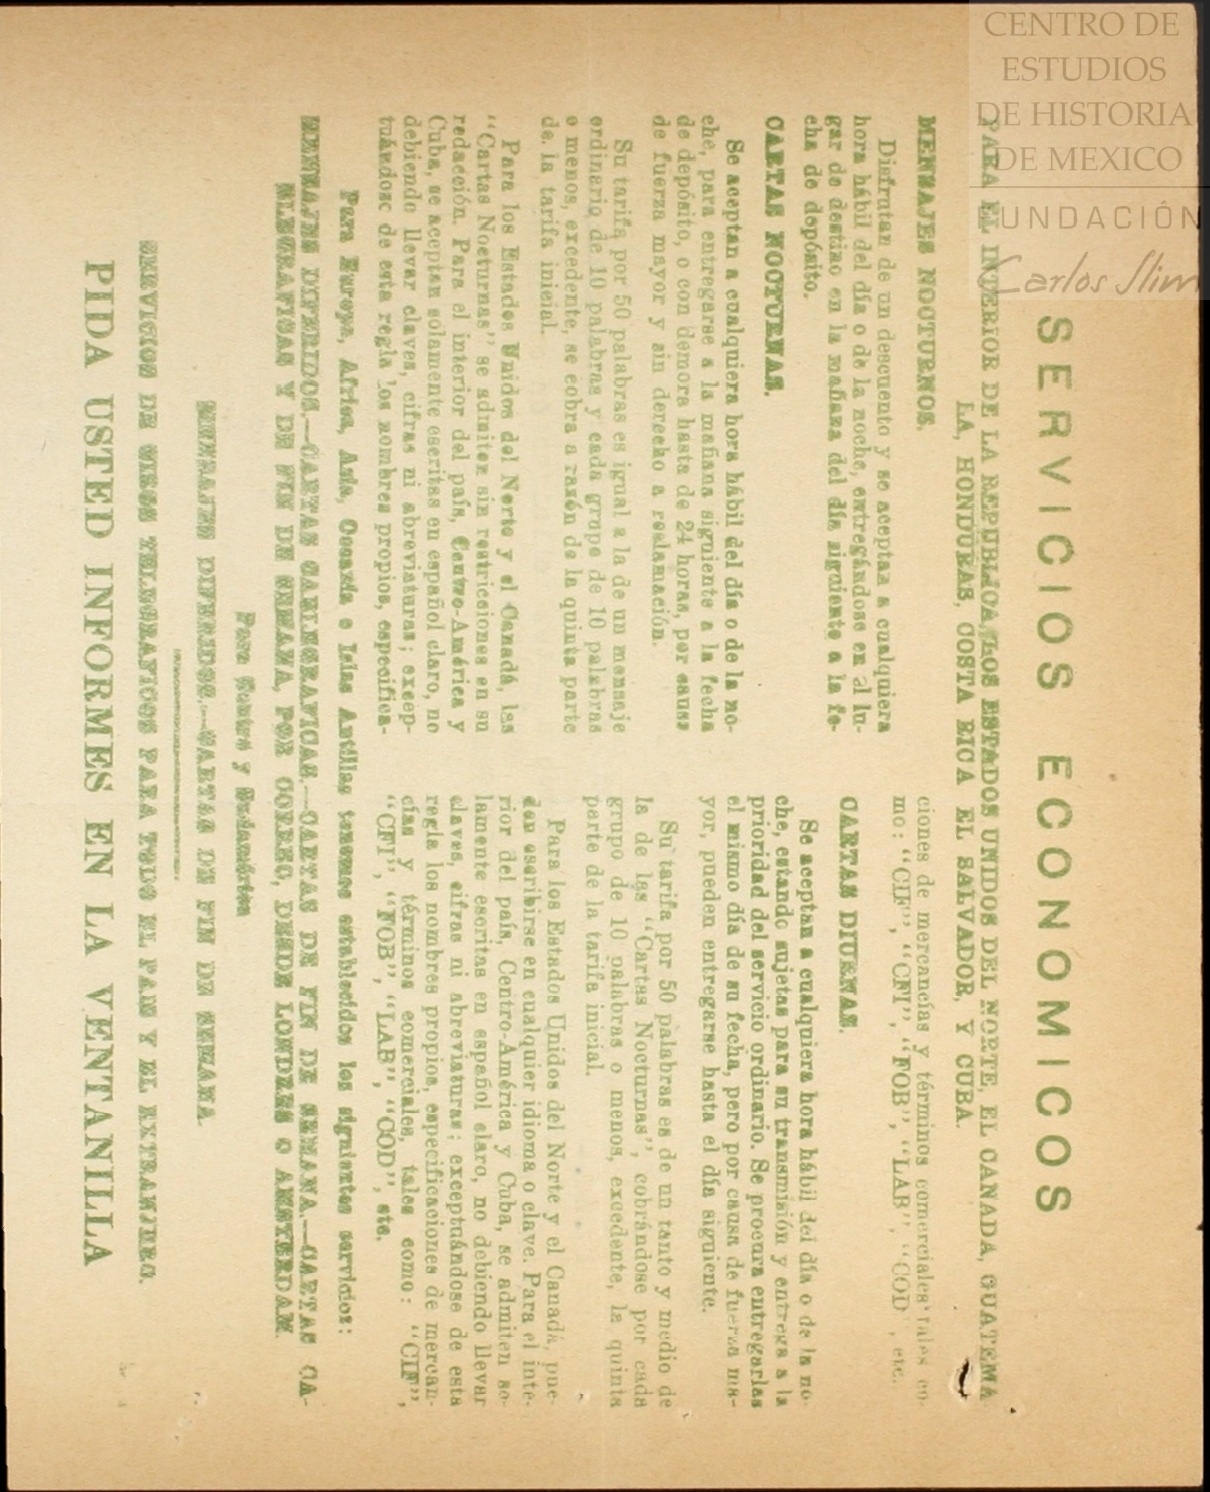 CENTRO DE
ESTUDIOS
DE HISTORIA
DE MEXICO
FUNDACIÓN
Carlos Slim
SERVICIOS ECONOMICOS
PARA EL INTERIOR DE LA REPUBLICA, LOS ESTADOS UNIDOS DEL NORTE, EL CANADA, GUATEMA
LA, HONDURAS, COSTA RICA EL SALVADOR, Y CUBA.
MENSAJES NOCTURNOS.
Disfrutan de un descuento y se aceptan a cualquiera
hora hábil del día o de la noche, entregándose en al lu-
gar de destino en la mañana del día siguiente a la fe-
cha de depósito.
CARTAS NOCTURNAS.
Se aceptan a cualquiera hora hábil del día o de la no-
che, para entregarse a la mañana siguiente a la fecha
de depósito, o con demora hasta de 24 horas, por causa
de fuerza mayor y sin derecho a reclamación.
Su tarifa por 50 palabras es igual a la de un mensaje
ordinario de 10 palabras y cada grupo de 10 palabras
o menos, excedente, se cobra a razón de la quinta parte
de la tarifa inicial.
Para los Estados Unidos del Norte y el Canadá, las
"Cartas Nocturnas" se admiten sin restricciones en su
redacción. Para el interior del país, Centro-América y
Cuba, se aceptan solamente escritas en español claro, no
debiendo llevar claves, cifras ni abreviaturas; excep-
tuándose de esta regla los nombres propios, especifica-
ciones de mercancías y términos comerciales tales co-
mo: "CIF", "CFI", "FOB", "LAB", "COD", etc.
CARTAS DIURNAS.
Se aceptan a cualquiera hora hábil del día o de la no-
che, estando sujetas para su transmisión y entrega a la
prioridad del servicio ordinario. Se procura entregarlas
el mismo día de su fecha, pero por causa de fuerza ma-
yor, pueden entregarse hasta el día siguiente.
Su tarifa por 50 palabras es de un tanto y medio de
la de las "Cartas Nocturnas", cobrándose por cada
grupo de 10 palabras o menos, excedente, la quinta
parte de la tarifa inicial.
Para los Estados Unidos del Norte y el Canadá, pue-
den escribirse en cualquier idioma o clave. Para el inte-
rior del país, Centro-América y Cuba, se admiten so-
lamente escritas en español claro, no debiendo llevar
claves, cifras ni abreviaturas; exceptuándose de esta
regla los nombres propios, especificaciones de mercan-
cías y términos comerciales, tales como: "CIF",
"CFI", "FOB", "LAB", "COD", etc.
Para Europa, Africa, Asia, Oceanía e Islas Antillas tenemos establecidos los siguientes servicios:
MENSAJES DIFERIDOS.—CARTAS CABLEGRAFICAS.—CARTAS DE FIN DE SEMANA.—CARTAS CA-
BLEGRAFICAS Y DE FIN DE SEMANA, POR CORREO, DESDE LONDRES O AMSTERDAM.
Para Centro y Sudamérica
MENSAJES DIFERIDOS.—CARTAS DE FIN DE SEMANA.
SERVICIOS DE GIROS TELEGRAFICOS PARA TODO EL PAIS Y EL EXTRANJERO.
PIDA USTED INFORMES EN LA VENTANILLA